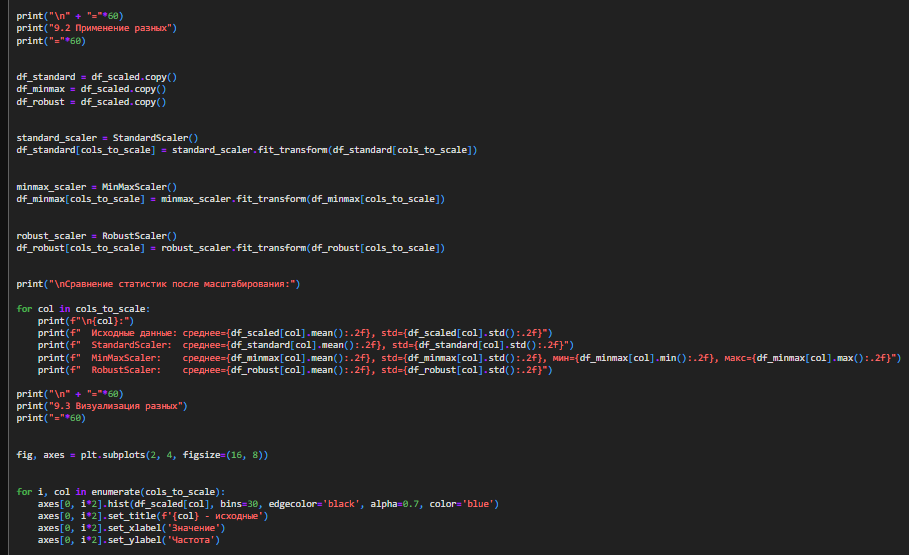 print("\n" + "="*60)
print("9.2 Применение разных")
print("="*60)
df_standard = df_scaled.copy()
df_minmax = df_scaled.copy()
df_robust = df_scaled.copy()
standard_scaler = StandardScaler()
df_standard[cols_to_scale] = standard_scaler.fit_transform(df_standard[cols_to_scale])
minmax_scaler = MinMaxScaler()
df_minmax[cols_to_scale] = minmax_scaler.fit_transform(df_minmax[cols_to_scale])
robust_scaler = RobustScaler()
df_robust[cols_to_scale] = robust_scaler.fit_transform(df_robust[cols_to_scale])
print("\nСравнение статистик после масштабирования:")
for col in cols_to_scale:
    print(f"\n{col}:")
    print(f"  Исходные данные: среднее={df_scaled[col].mean():.2f}, std={df_scaled[col].std():.2f}")
    print(f"  StandardScaler:  среднее={df_standard[col].mean():.2f}, std={df_standard[col].std():.2f}")
    print(f"  MinMaxScaler:    среднее={df_minmax[col].mean():.2f}, std={df_minmax[col].std():.2f}, мин={df_minmax[col].min():.2f}, макс={df_minmax[col].max():.2f}")
    print(f"  RobustScaler:    среднее={df_robust[col].mean():.2f}, std={df_robust[col].std():.2f}")
print("\n" + "="*60)
print("9.3 Визуализация разных")
print("="*60)
fig, axes = plt.subplots(2, 4, figsize=(16, 8))
for i, col in enumerate(cols_to_scale):
    axes[0, i*2].hist(df_scaled[col], bins=30, edgecolor='black', alpha=0.7, color='blue')
    axes[0, i*2].set_title(f'{col} - исходные')
    axes[0, i*2].set_xlabel('Значение')
    axes[0, i*2].set_ylabel('Частота')